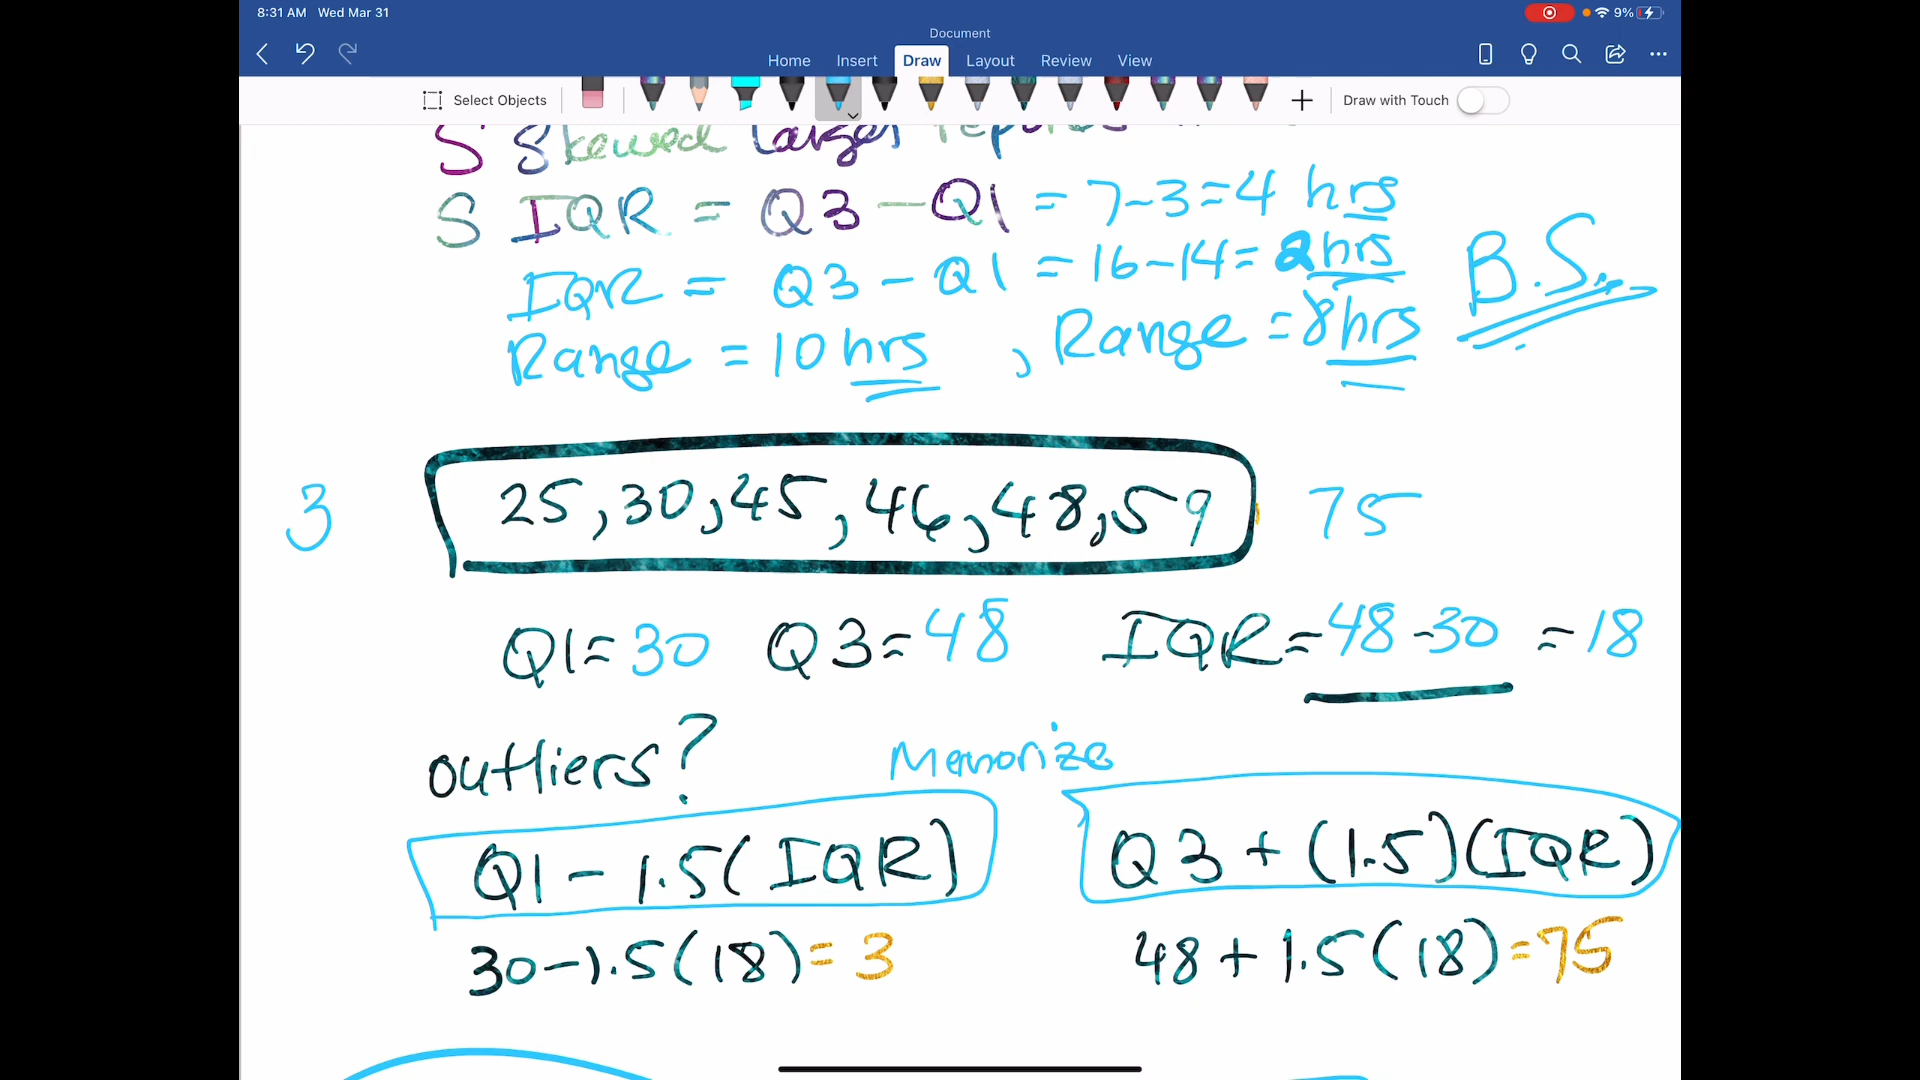 8:31 AM Wed Mar 31
9%
Document
Home Insert Draw Layout Review View
Select Objects
Draw with Touch
S Skewed larger
S IQR = Q3 - Q1 = 7-3=4 hrs
IQR = Q3 - Q1 = 16-14= 2hrs
B.S.
Range = 10 hrs , Range = 8hrs
3
25, 30, 45, 46, 48, 59
75
Q1= 30 Q3= 48 IQR= 48 -30 = 18
outliers?
Memorize
Q1 - 1.5( IQR) Q3 + (1.5)(IQR)
30-1.5(18)= 3 48 + 1.5(18)=75